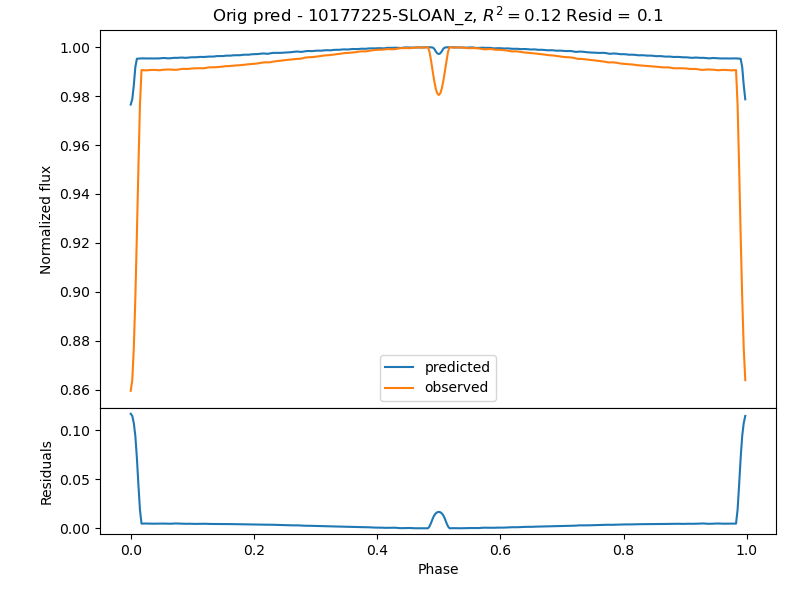 Orig pred - 10177225-SLOAN_z, R² = 0.12 Resid = 0.1
1.00
0.98
0.96
0.94
0.92
0.90
0.88
0.86
Normalized flux
predicted
observed
0.10
0.05
0.00
Residuals
0.0 0.2 0.4 0.6 0.8 1.0
Phase